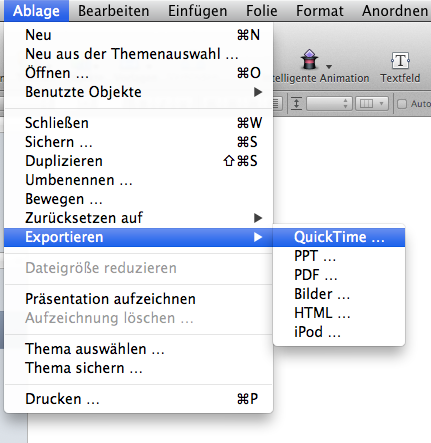 Ablage Bearbeiten Einfügen Folie Format Anordnen
Neu ⌘N
Neu aus der Themenauswahl ...
Öffnen ... ⌘O
Benutzte Objekte
Schließen ⌘W
Sichern ... ⌘S
Duplizieren ⇧⌘S
Umbenennen ...
Bewegen ...
Zurücksetzen auf
Exportieren
Dateigröße reduzieren
Präsentation aufzeichnen
Aufzeichnung löschen ...
Thema auswählen ...
Thema sichern ...
Drucken ... ⌘P
QuickTime ...
PPT ...
PDF ...
Bilder ...
HTML ...
iPod ...
telligente Animation
T
Textfeld
Auto